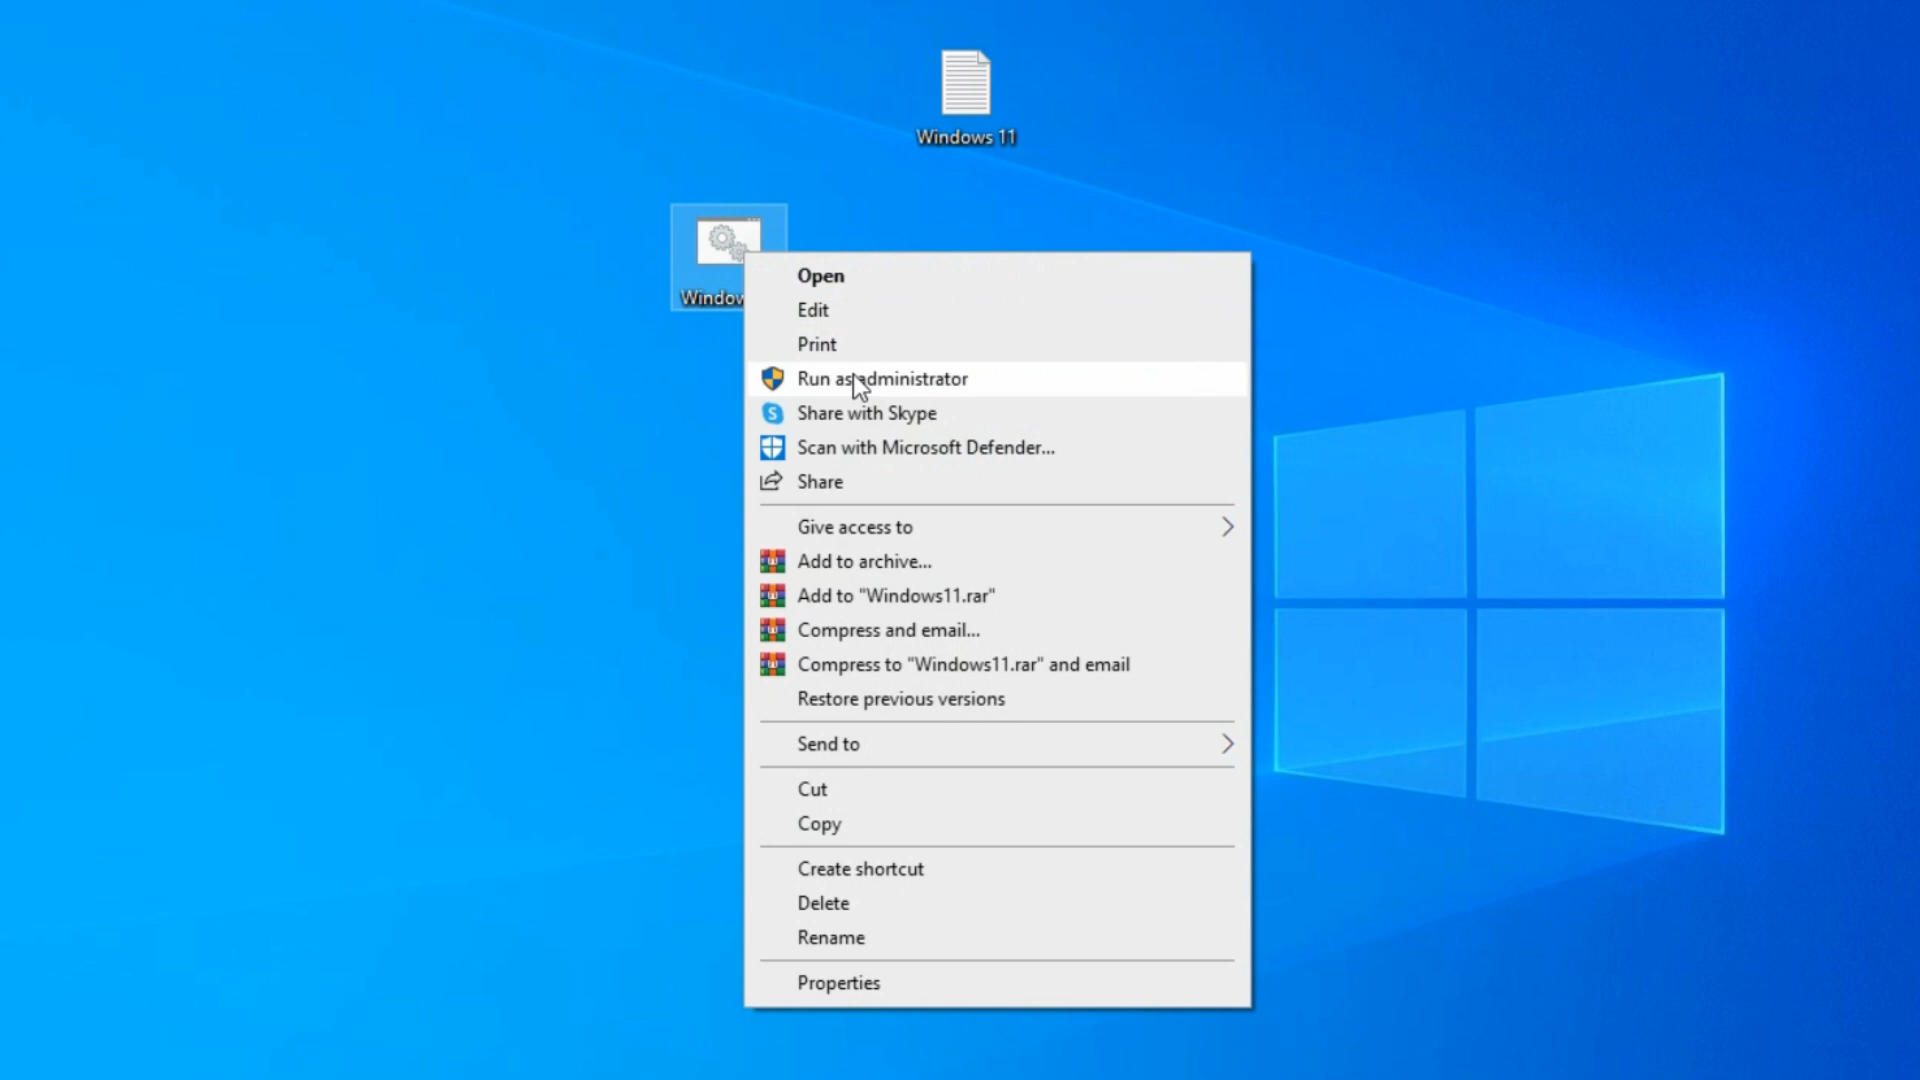 Windows 11
Window
Open
Edit
Print
Run as administrator
Share with Skype
Scan with Microsoft Defender...
Share
Give access to
Add to archive...
Add to "Windows11.rar"
Compress and email...
Compress to "Windows11.rar" and email
Restore previous versions
Send to
Cut
Copy
Create shortcut
Delete
Rename
Properties